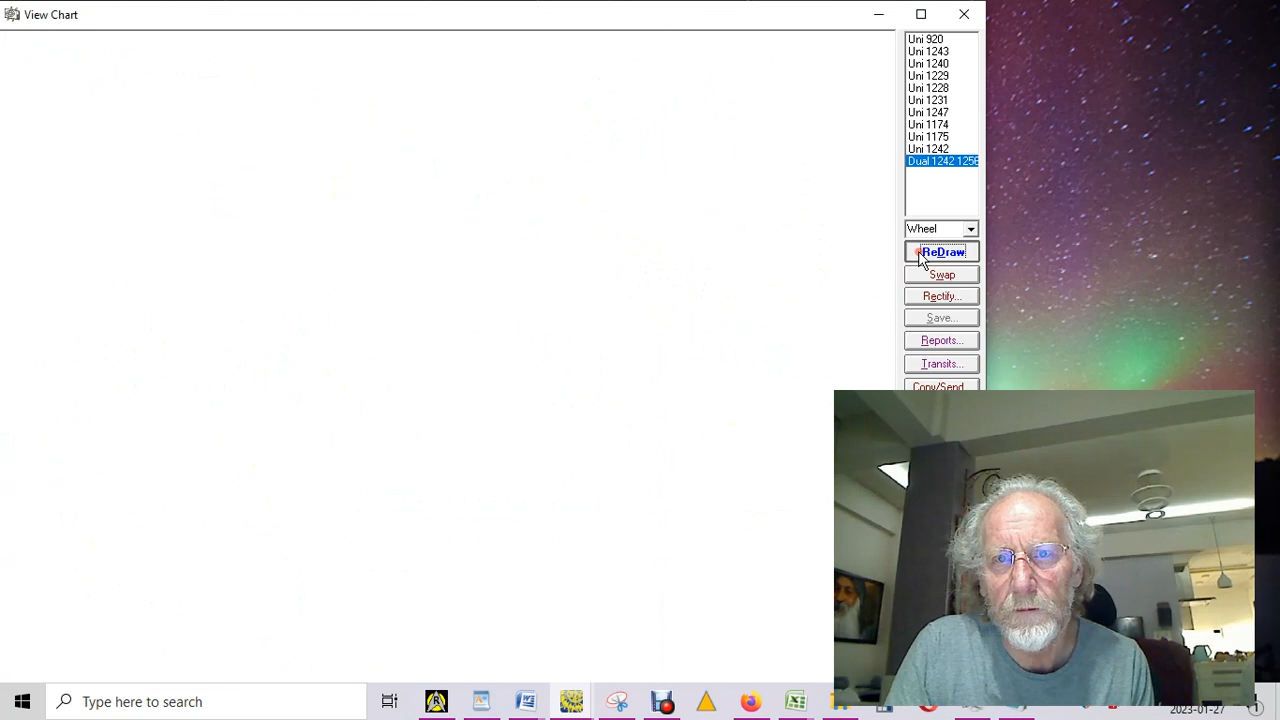 View Chart
Uni 920
Uni 1243
Uni 1240
Uni 1229
Uni 1228
Uni 1231
Uni 1247
Uni 1174
Uni 1175
Uni 1242
Dual 1242 1256
Wheel
ReDraw
Swap
Rectify...
Save...
Reports...
Transits...
Copy/Send
Type here to search
2023-01-27